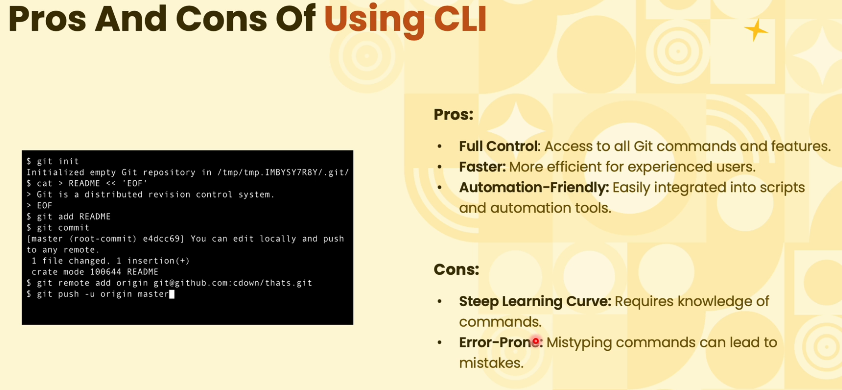 Pros And Cons Of Using CLI
$ git init
Initialized empty Git repository in /tmp/tmp.IMBYSY7R8Y/.git/
$ cat > README << 'EOF'
> Git is a distributed revision control system.
> EOF
$ git add README
$ git commit
[master (root-commit) e4dcc69] You can edit locally and push
to any remote.
1 file changed, 1 insertion(+)
crate mode 100644 README
$ git remote add origin git@github.com:cdown/thats.git
$ git push -u origin master
Pros:
• Full Control: Access to all Git commands and features.
• Faster: More efficient for experienced users.
• Automation-Friendly: Easily integrated into scripts
and automation tools.
Cons:
• Steep Learning Curve: Requires knowledge of
commands.
• Error-Prone: Mistyping commands can lead to
mistakes.